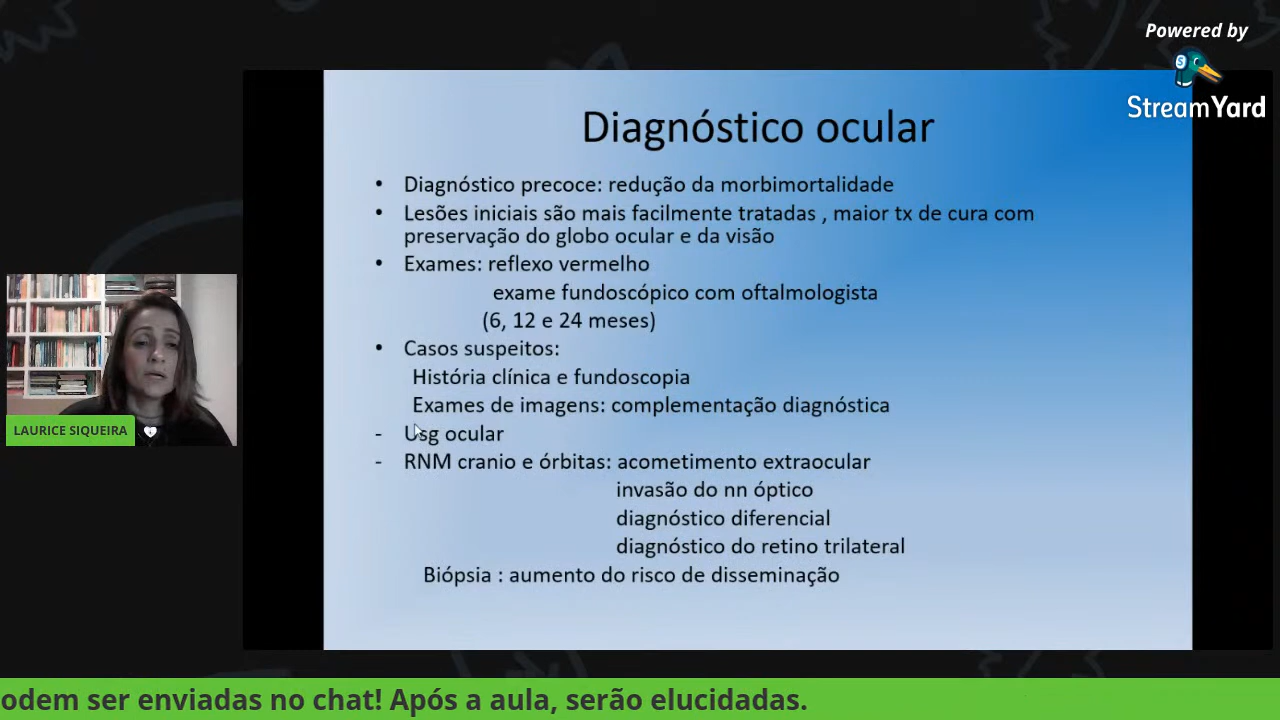 Powered by
StreamYard
Diagnóstico ocular
• Diagnóstico precoce: redução da morbimortalidade
• Lesões iniciais são mais facilmente tratadas , maior tx de cura com
preservação do globo ocular e da visão
• Exames: reflexo vermelho
exame fundoscópico com oftalmologista
(6, 12 e 24 meses)
• Casos suspeitos:
História clínica e fundoscopia
Exames de imagens: complementação diagnóstica
- Usg ocular
- RNM cranio e órbitas: acometimento extraocular
invasão do nn óptico
diagnóstico diferencial
diagnóstico do retino trilateral
Biópsia : aumento do risco de disseminação
LAURICE SIQUEIRA
odem ser enviadas no chat! Após a aula, serão elucidadas.